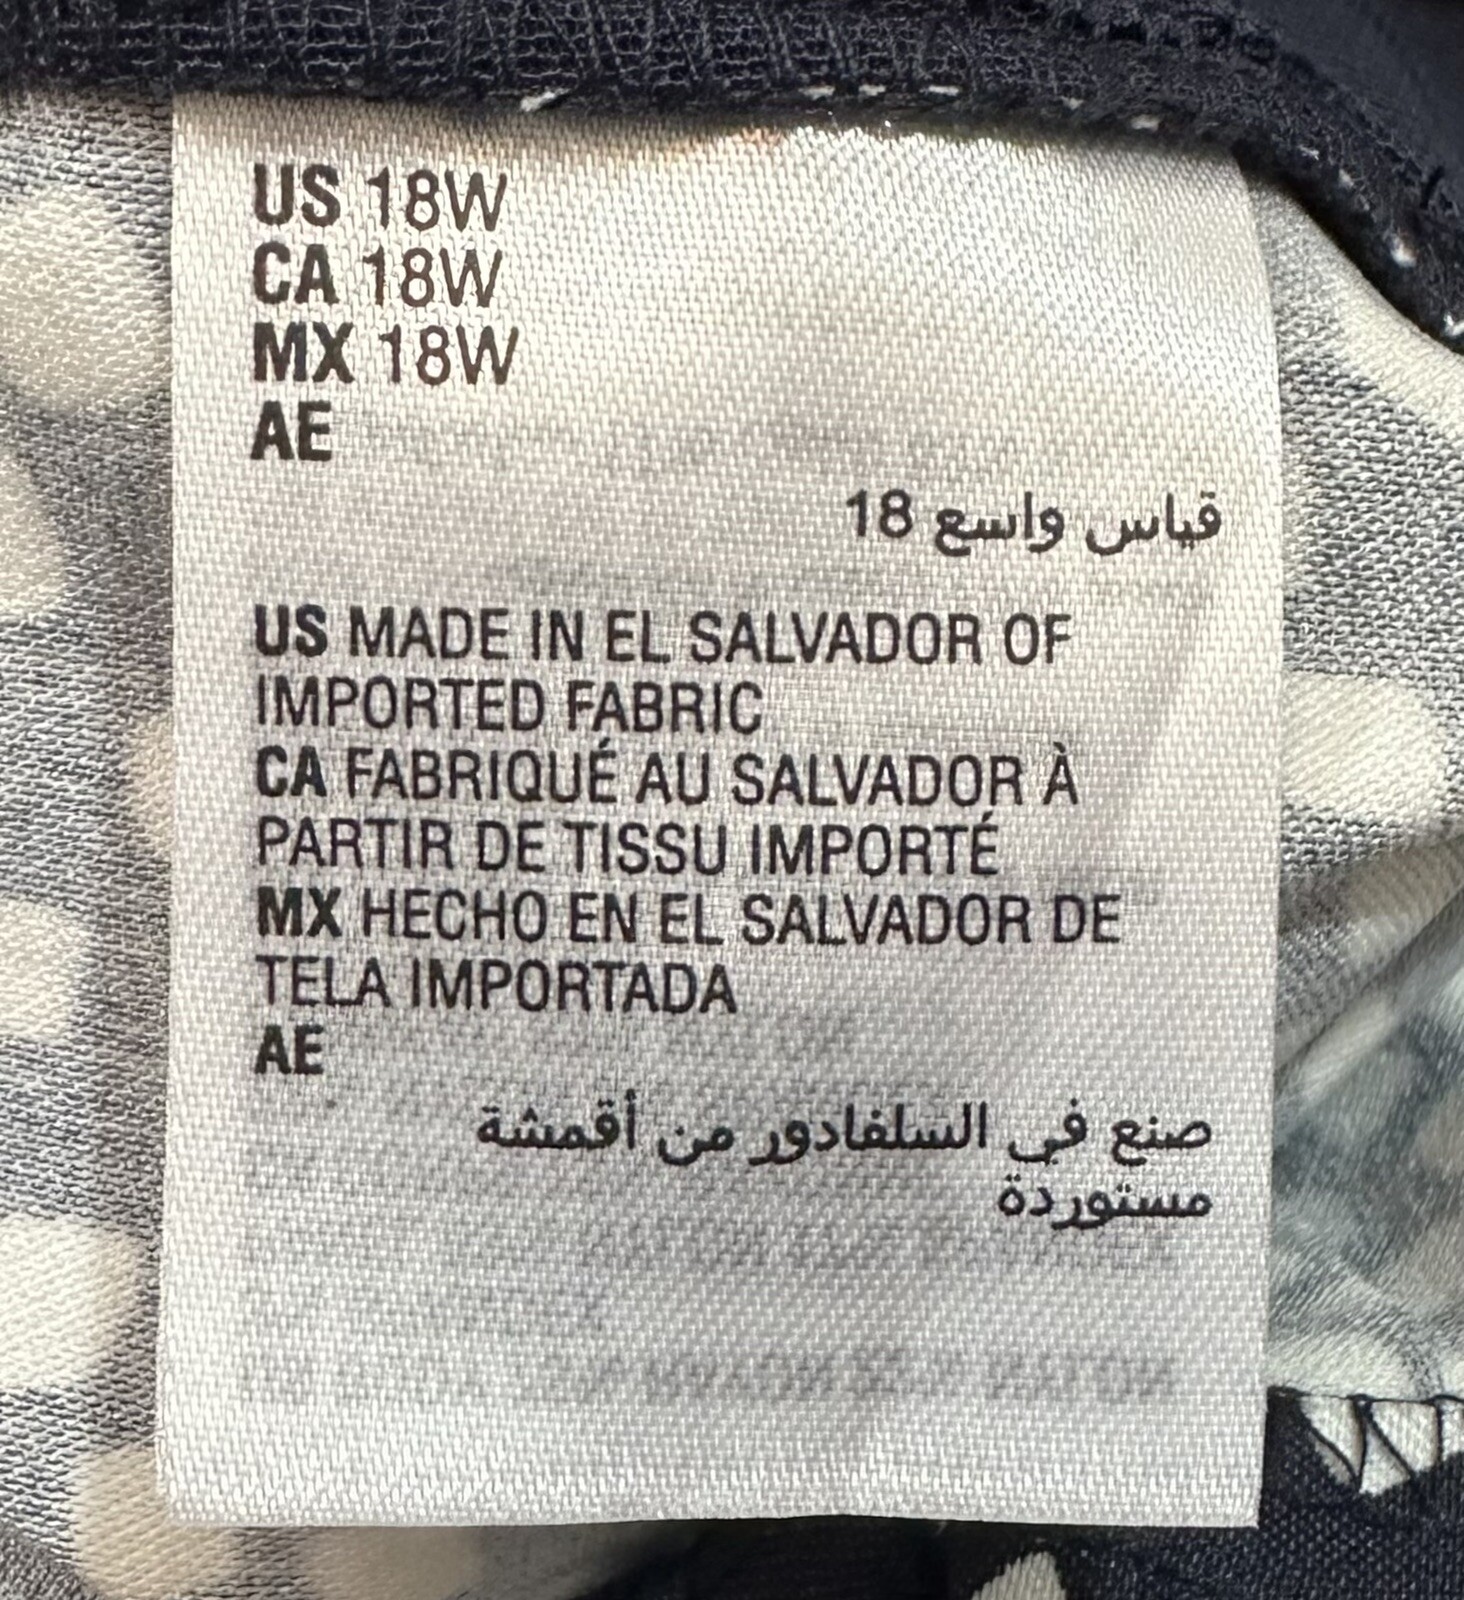 US 18W
CA 18W
MX 18W
AE
قياس واسع 18
US MADE IN EL SALVADOR OF
IMPORTED FABRIC
CA FABRIQUÉ AU SALVADOR À
PARTIR DE TISSU IMPORTÉ
MX HECHO EN EL SALVADOR DE
TELA IMPORTADA
AE
صنع في السلفادور من أقمشة
مستوردة